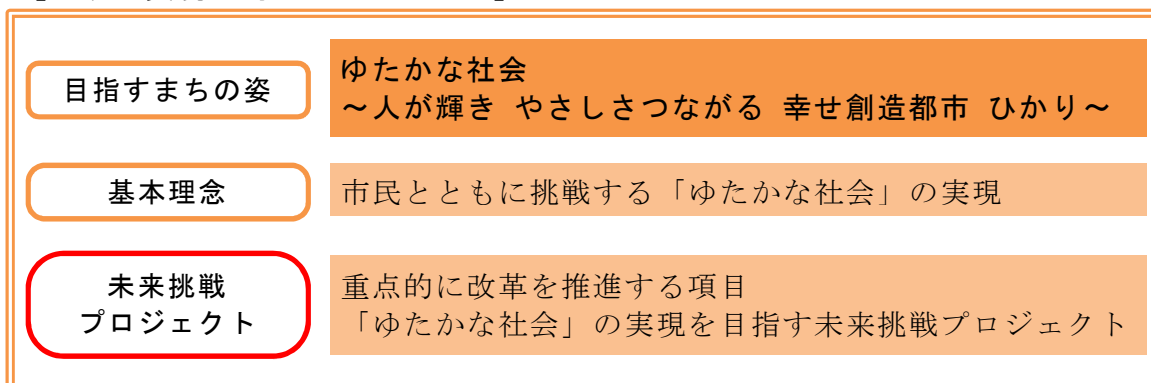 目指すまちの姿
ゆたかな社会
～人が輝き やさしさつながる 幸せ創造都市 ひかり～
基本理念
市民とともに挑戦する「ゆたかな社会」の実現
未来挑戦
プロジェクト
重点的に改革を推進する項目
「ゆたかな社会」の実現を目指す未来挑戦プロジェクト